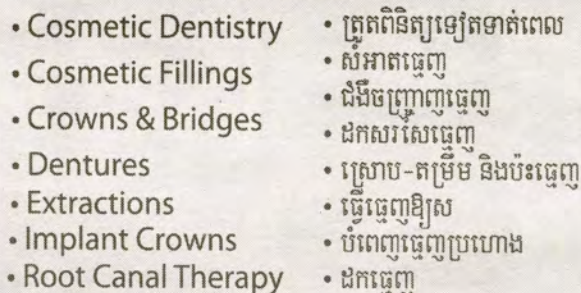 • Cosmetic Dentistry
• Cosmetic Fillings
• Crowns & Bridges
• Dentures
• Extractions
• Implant Crowns
• Root Canal Therapy
• ត្រួតពិនិត្យទៀតទាត់ពេល
• សំអាតធ្មេញ
• ជំងឺចញ្ច្រាញធ្មេញ
• ដកសរសៃធ្មេញ
• ស្រោប-តម្រឹម និងប៉ះធ្មេញ
• ធ្វើធ្មេញឱ្យស
• បំពេញធ្មេញប្រហោង
• ដកធ្មេញ